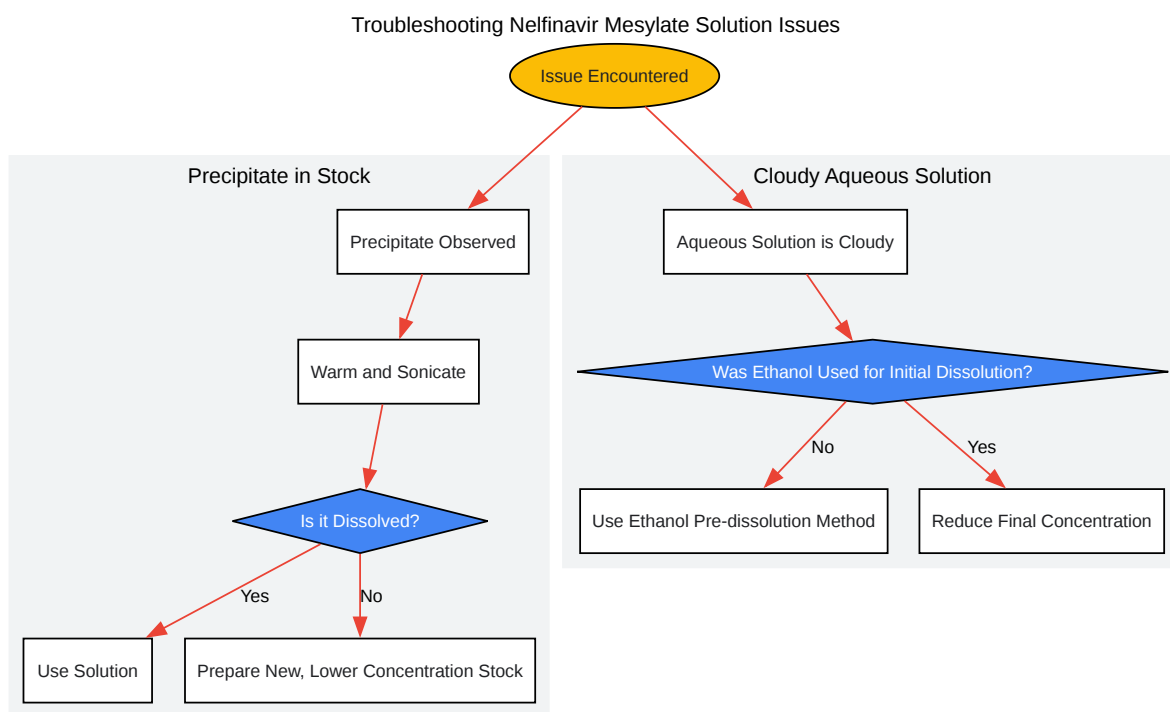 Troubleshooting Nelfinavir Mesylate Solution Issues
Issue Encountered
Precipitate in Stock
Cloudy Aqueous Solution
Precipitate Observed
Aqueous Solution is Cloudy
Warm and Sonicate
Was Ethanol Used for Initial Dissolution?
No
Yes
Is it Dissolved?
Use Ethanol Pre-dissolution Method
Reduce Final Concentration
Yes
No
Use Solution
Prepare New, Lower Concentration Stock